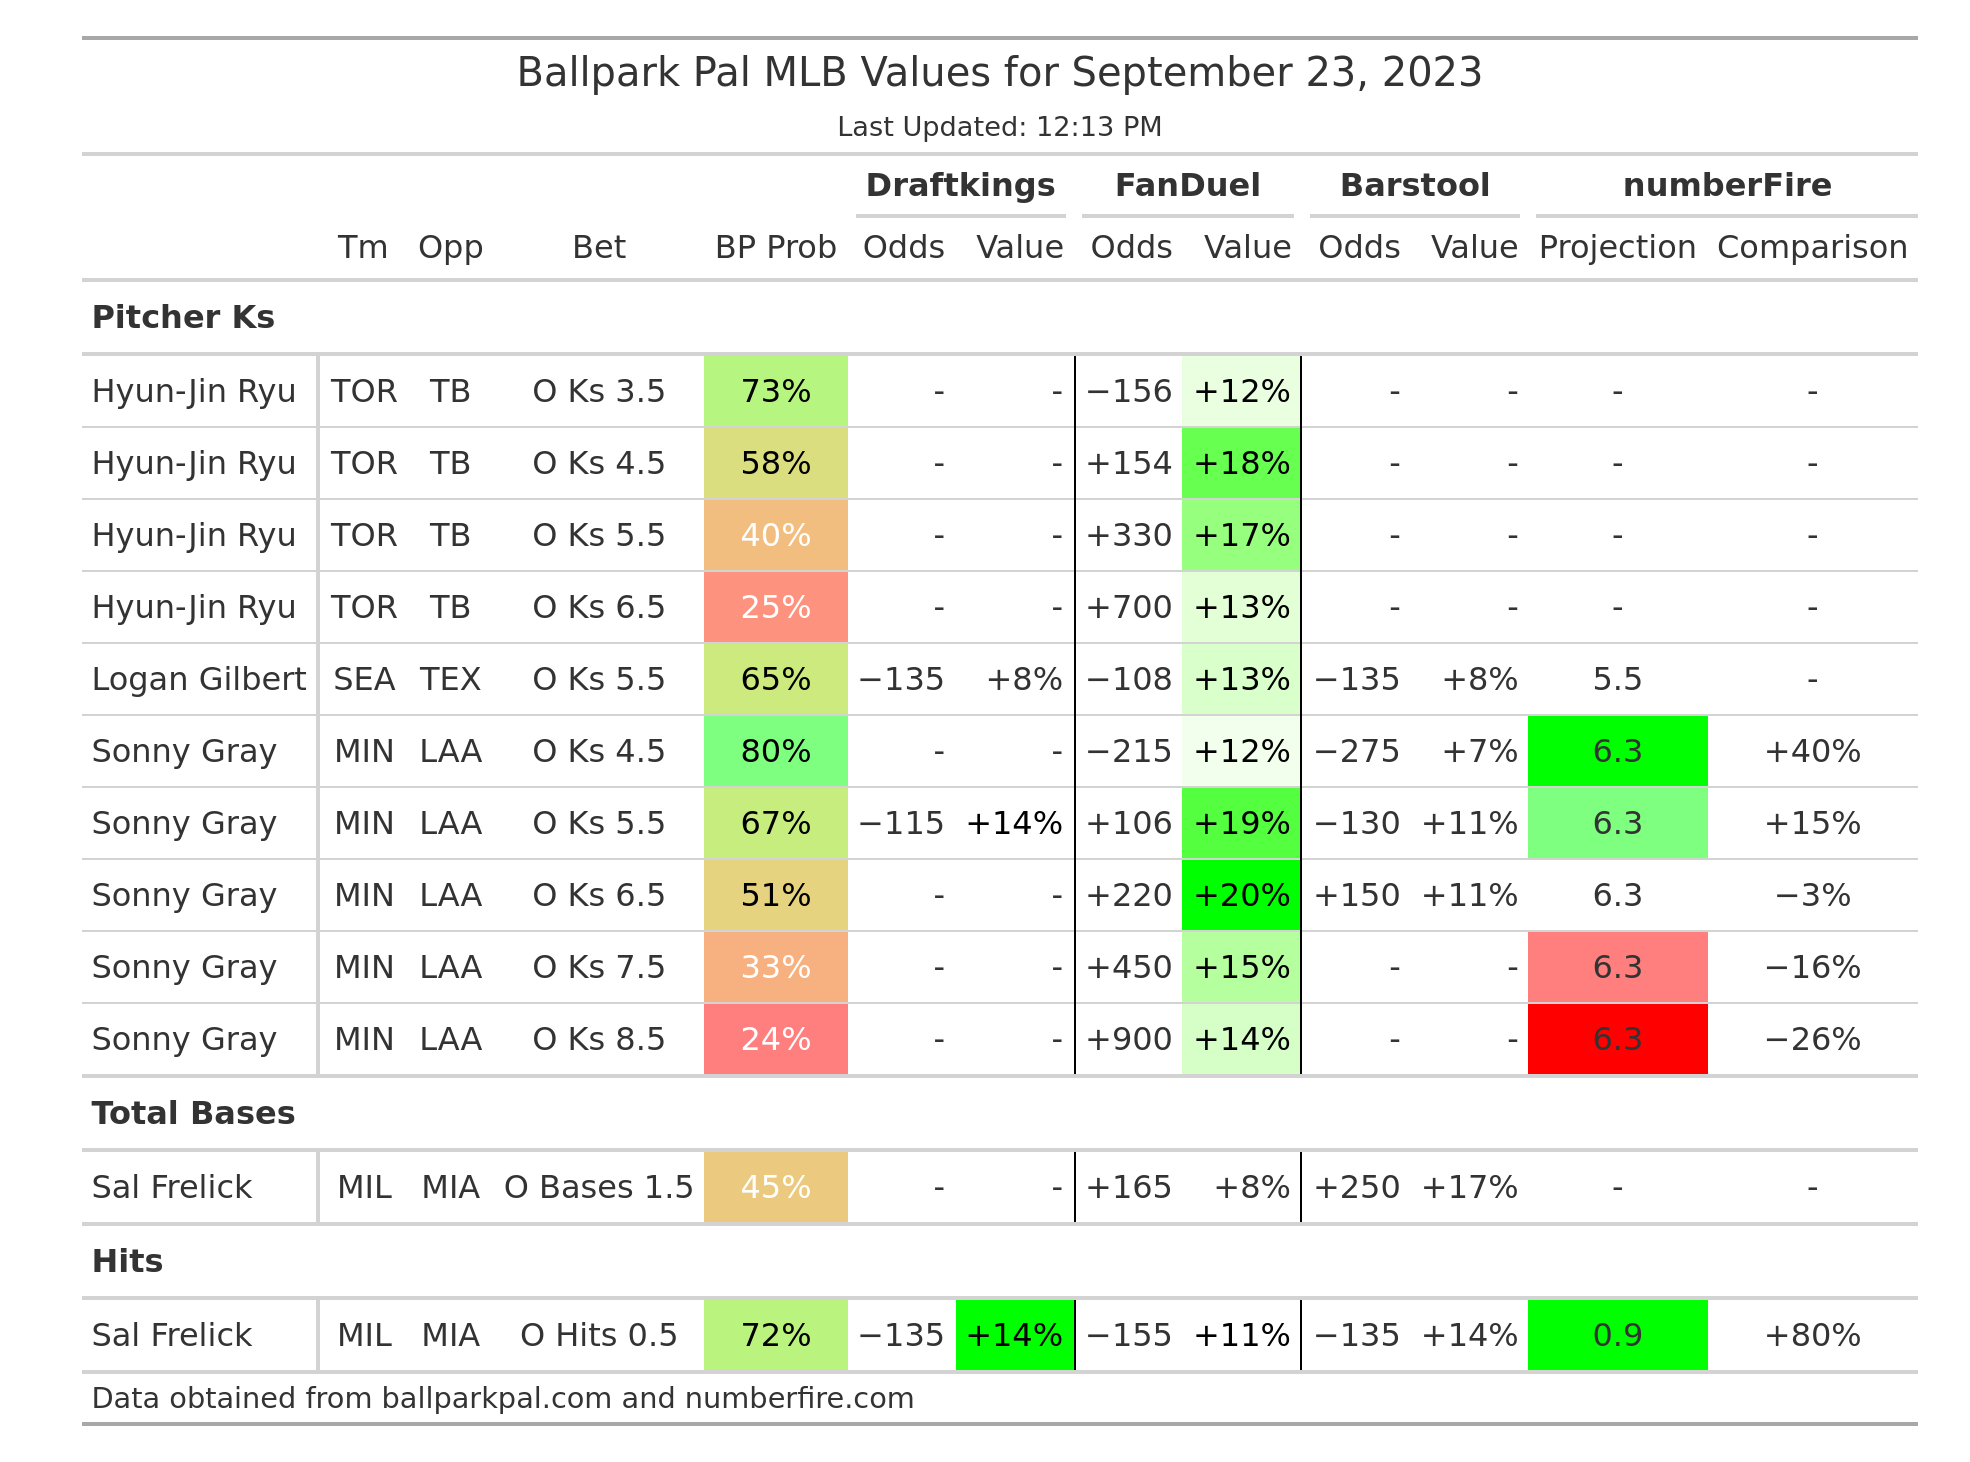 Ballpark Pal MLB Values for September 23, 2023
Last Updated: 12:13 PM
Draftkings FanDuel Barstool numberFire
Tm Opp Bet BP Prob Odds Value Odds Value Odds Value Projection Comparison
Pitcher Ks
Hyun-Jin Ryu TOR TB O Ks 3.5 73% - - −156 +12% - - - -
Hyun-Jin Ryu TOR TB O Ks 4.5 58% - - +154 +18% - - - -
Hyun-Jin Ryu TOR TB O Ks 5.5 40% - - +330 +17% - - - -
Hyun-Jin Ryu TOR TB O Ks 6.5 25% - - +700 +13% - - - -
Logan Gilbert SEA TEX O Ks 5.5 65% −135 +8% −108 +13% −135 +8% 5.5 -
Sonny Gray MIN LAA O Ks 4.5 80% - - −215 +12% −275 +7% 6.3 +40%
Sonny Gray MIN LAA O Ks 5.5 67% −115 +14% +106 +19% −130 +11% 6.3 +15%
Sonny Gray MIN LAA O Ks 6.5 51% - - +220 +20% +150 +11% 6.3 −3%
Sonny Gray MIN LAA O Ks 7.5 33% - - +450 +15% - - 6.3 −16%
Sonny Gray MIN LAA O Ks 8.5 24% - - +900 +14% - - 6.3 −26%
Total Bases
Sal Frelick MIL MIA O Bases 1.5 45% - - +165 +8% +250 +17% - -
Hits
Sal Frelick MIL MIA O Hits 0.5 72% −135 +14% −155 +11% −135 +14% 0.9 +80%
Data obtained from ballparkpal.com and numberfire.com